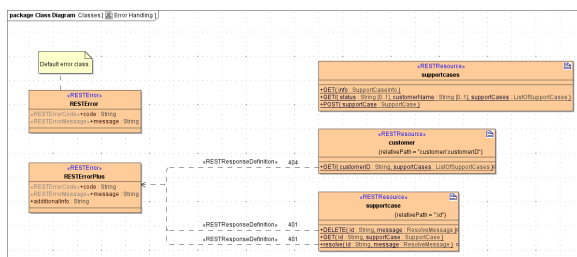 package Class Diagram Classes [ Error Handling ]
Default error class.
«RESTError»
RESTError
«RESTErrorCode»+code : String
«RESTErrorMessage»+message : String
«RESTError»
RESTErrorPlus
«RESTErrorCode»+code : String
«RESTErrorMessage»+message : String
+additionalInfo : String
«RESTResource»
supportcases
+GET( info : SupportCaseInfo )
+GET( status : String [0..1], customerName : String [0..1], supportCases : ListOfSupportCases )
+POST( supportCase : SupportCase )
«RESTResource»
customer
{relativePath = "customer/:customerID"}
+GET( customerID : String, supportCases : ListOfSupportCases )
«RESTResponseDefinition» 404
«RESTResource»
supportcase
{relativePath = ":id"}
+DELETE( id : String, message : ResolveMessage )
+GET( id : String, supportCase : SupportCase )
+resolve( id : String, message : ResolveMessage )
«RESTResponseDefinition» 401
«RESTResponseDefinition» 401